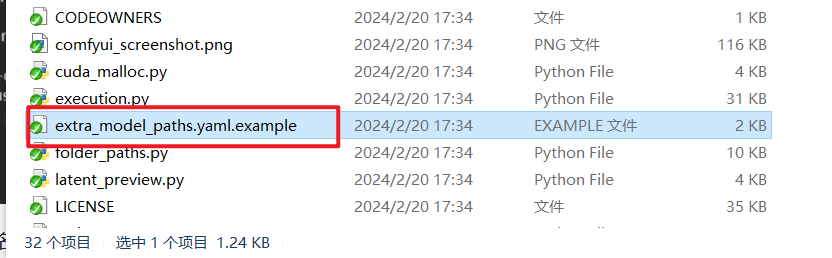 CODEOWNERS 2024/2/20 17:34 文件 1 KB
comfyui_screenshot.png 2024/2/20 17:34 PNG 文件 116 KB
cuda_malloc.py 2024/2/20 17:34 Python File 4 KB
execution.py 2024/2/20 17:34 Python File 31 KB
extra_model_paths.yaml.example 2024/2/20 17:34 EXAMPLE 文件 2 KB
folder_paths.py 2024/2/20 17:34 Python File 10 KB
latent_preview.py 2024/2/20 17:34 Python File 4 KB
LICENSE 2024/2/20 17:34 文件 35 KB
32 个项目 选中 1 个项目 1.24 KB